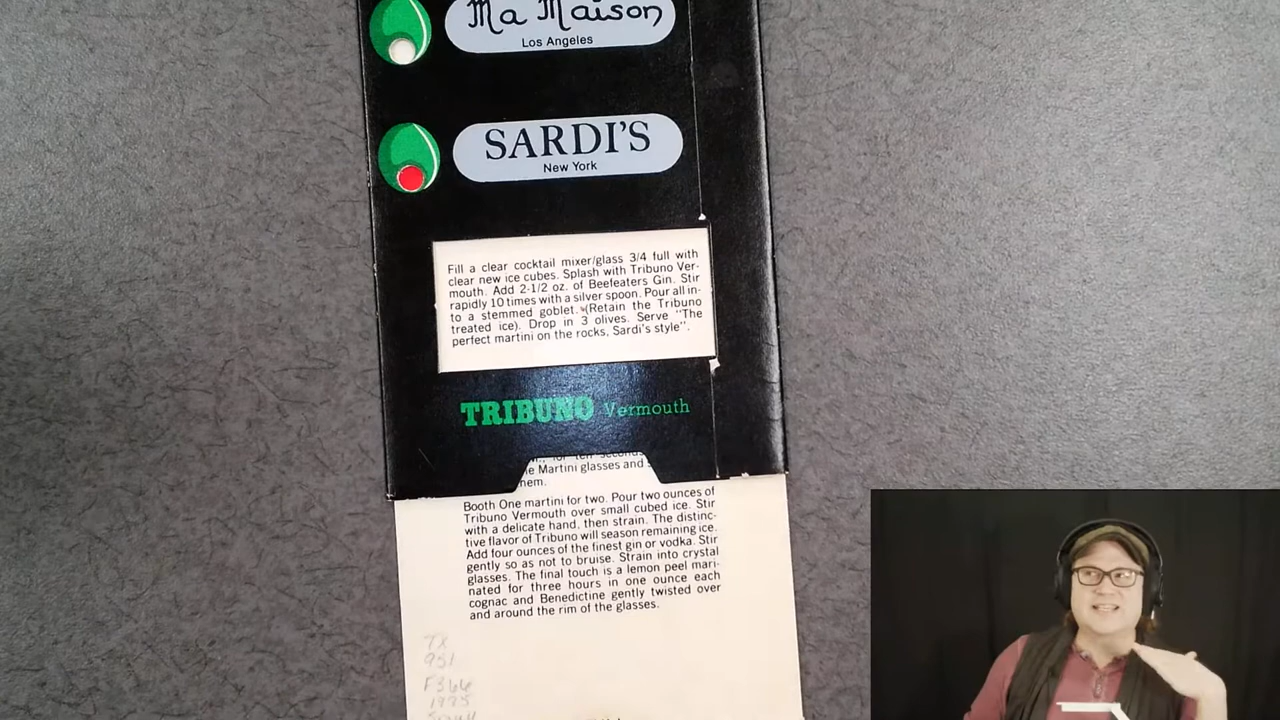 Ma Maison
Los Angeles
SARDI'S
New York
Fill a clear cocktail mixer/glass 3/4 full with
clear new ice cubes. Splash with Tribuno Ver-
mouth. Add 2-1/2 oz. of Beefeaters Gin. Stir
rapidly 10 times with a silver spoon. Pour all in-
to a stemmed goblet. (Retain the Tribuno
treated ice). Drop in 3 olives. Serve "The
perfect martini on the rocks, Sardi's style".
TRIBUNO Vermouth
for ten seconds
Martini glasses and
Booth One martini for two. Pour two ounces of
Tribuno Vermouth over small cubed ice. Stir
with a delicate hand, then strain. The distinc-
tive flavor of Tribuno will season remaining ice.
Add four ounces of the finest gin or vodka. Stir
gently so as not to bruise. Strain into crystal
glasses. The final touch is a lemon peel mari-
nated for three hours in one ounce each
cognac and Benedictine gently twisted over
and around the rim of the glasses.
TX
951
F366
1975